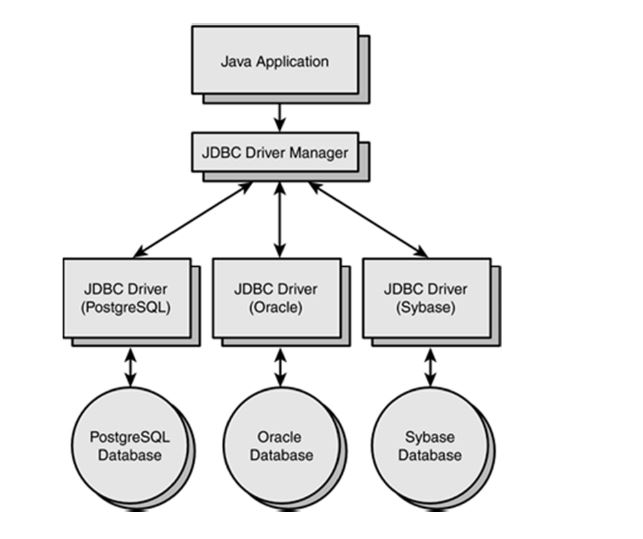 Java Application
JDBC Driver Manager
JDBC Driver
(PostgreSQL)
JDBC Driver
(Oracle)
JDBC Driver
(Sybase)
PostgreSQL
Database
Oracle
Database
Sybase
Database